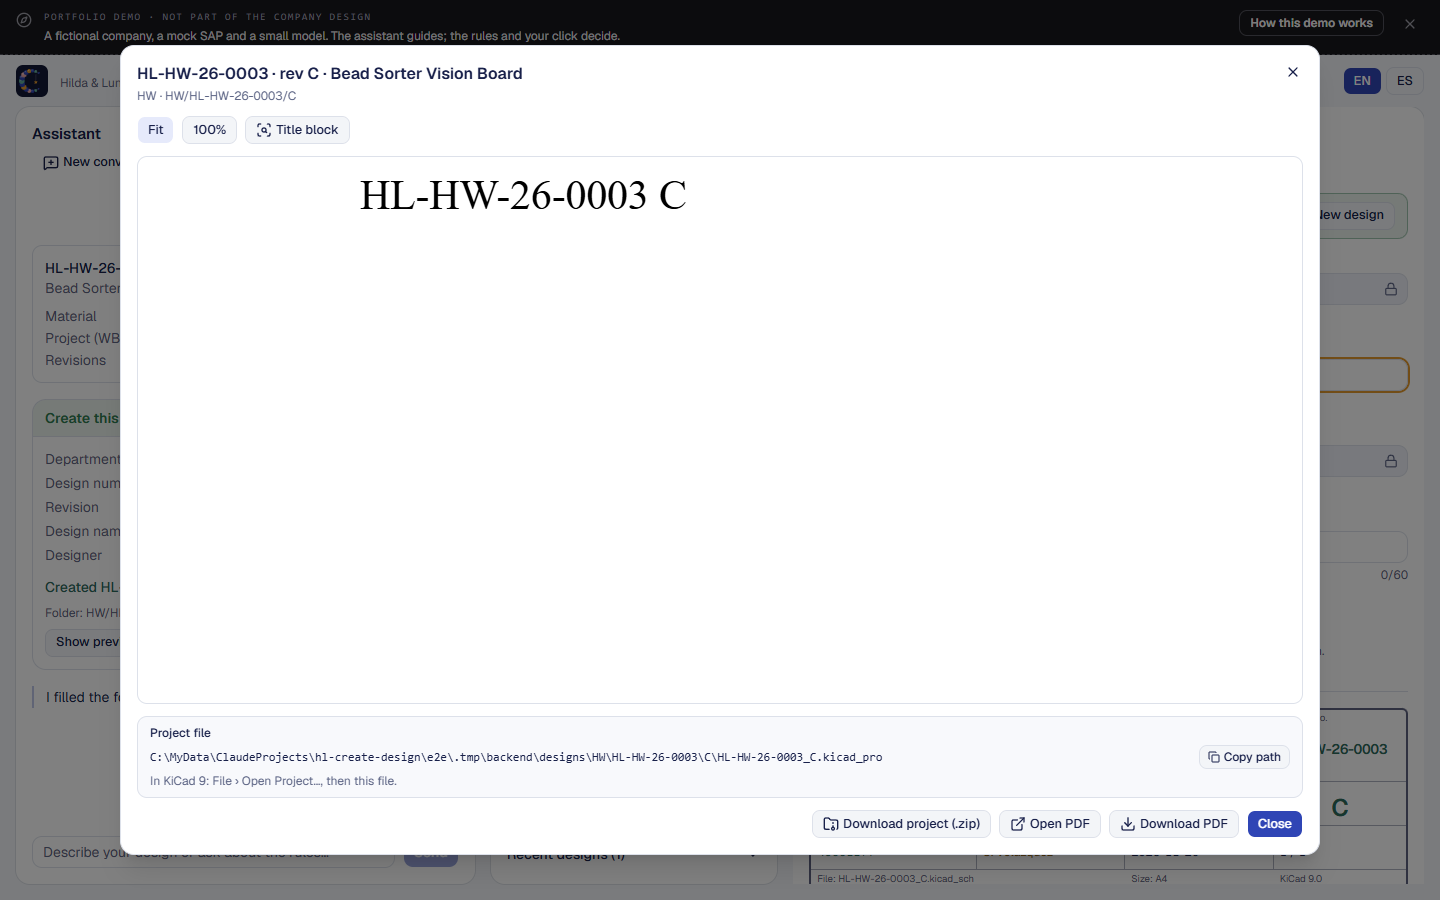 PORTFOLIO DEMO · NOT PART OF THE COMPANY DESIGN
A fictional company, a mock SAP and a small model. The assistant guides; the rules and your click decide.
How this demo works
Hilda & Lun
EN
ES
HL-HW-26-0003 · rev C · Bead Sorter Vision Board
HW · HW/HL-HW-26-0003/C
Fit
100%
Title block
HL-HW-26-0003 C
Project file
C:\MyData\ClaudeProjects\hl-create-design\e2e\.tmp\backend\designs\HW\HL-HW-26-0003\C\HL-HW-26-0003_C.kicad_pro
In KiCad 9: File › Open Project…, then this file.
Copy path
Download project (.zip)
Open PDF
Download PDF
Close
Assistant
New conv
HL-HW-26-
Bead Sorter
Material
Project (WB
Revisions
Create this
Department
Design num
Revision
Design nam
Designer
Created HL
Folder: HW/H
Show prev
I filled the f
Describe your design or ask about the rules…
Send
Recent designs (1)
New design
0/60
W-26-0003
C
File: HL-HW-26-0003_C.kicad_sch
Size: A4
KiCad 9.0